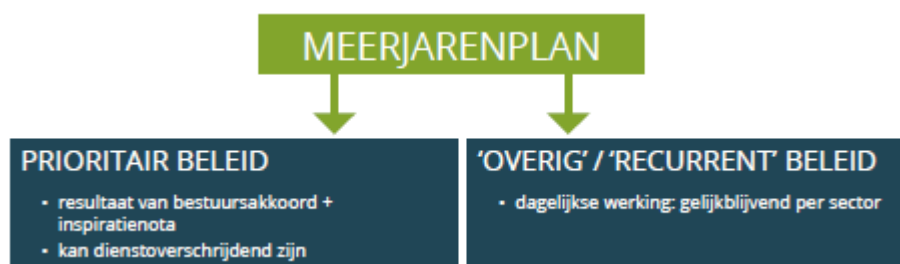 MEERJARENPLAN
PRIORITAIR BELEID
• resultaat van bestuursakkoord +
inspiratienota
• kan dienstoverschrijdend zijn
‘OVERIG’ / ‘RECURRENT’ BELEID
• dagelijkse werking: gelijkblijvend per sector